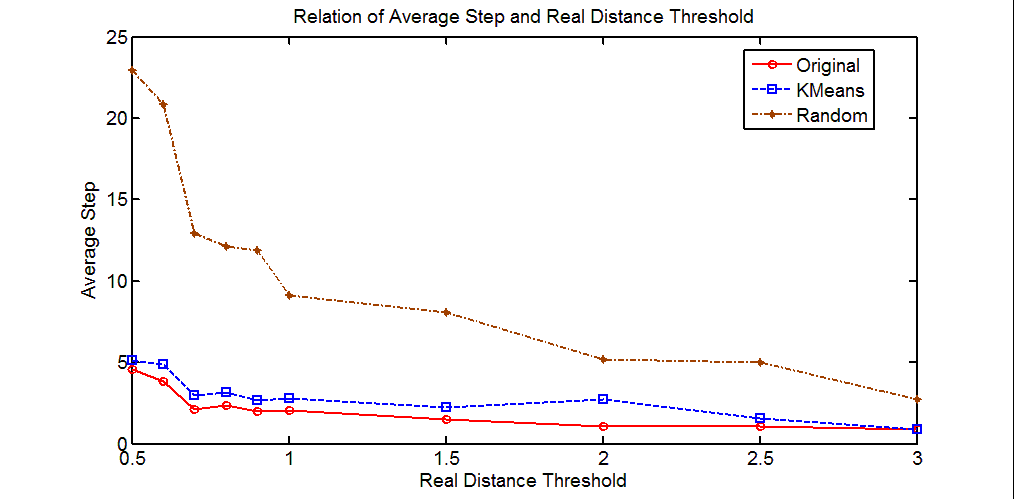 Relation of Average Step and Real Distance Threshold
25
20
15
10
5
0
Average Step
Original
KMeans
Random
0.5 1 1.5 2 2.5 3
Real Distance Threshold